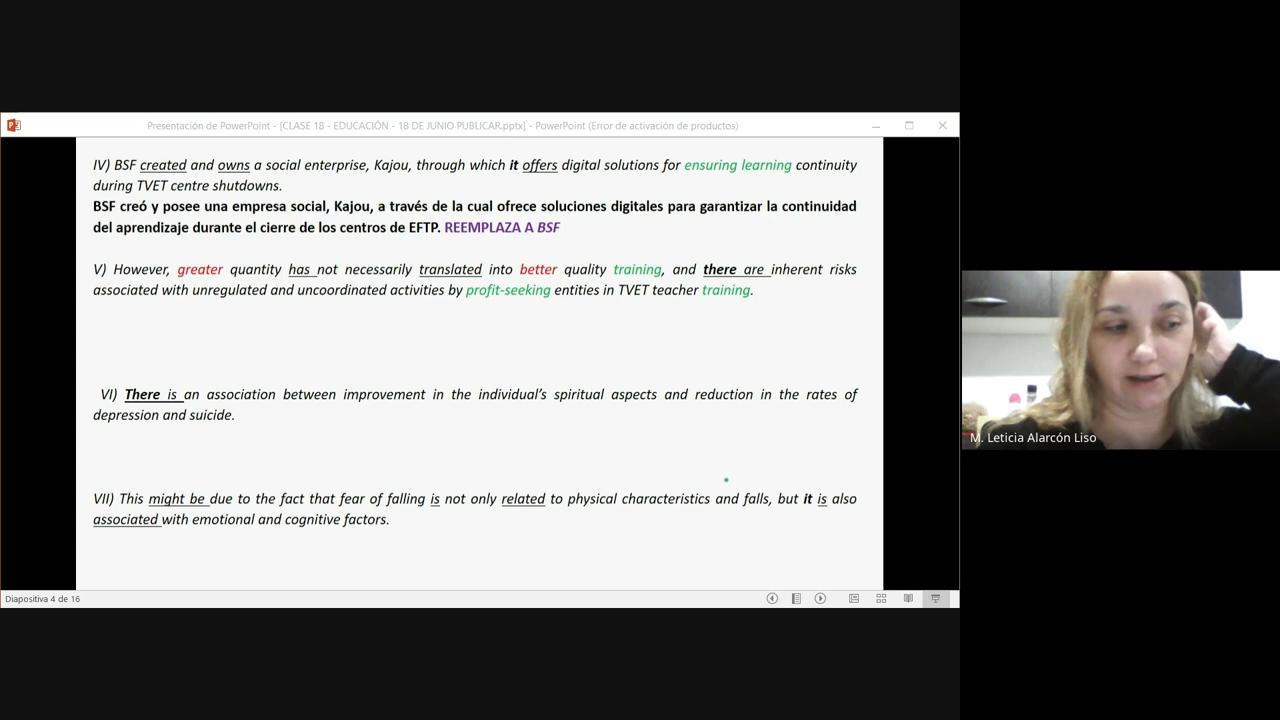 Presentación de PowerPoint - [CLASE 18 - EDUCACIÓN - 18 DE JUNIO PUBLICAR.pptx] - PowerPoint (Error de activación de productos)
IV) BSF created and owns a social enterprise, Kajou, through which it offers digital solutions for ensuring learning continuity
during TVET centre shutdowns.
BSF creó y posee una empresa social, Kajou, a través de la cual ofrece soluciones digitales para garantizar la continuidad
del aprendizaje durante el cierre de los centros de EFTP. REEMPLAZA A BSF
V) However, greater quantity has not necessarily translated into better quality training, and there are inherent risks
associated with unregulated and uncoordinated activities by profit-seeking entities in TVET teacher training.
VI) There is an association between improvement in the individual's spiritual aspects and reduction in the rates of
depression and suicide.
VII) This might be due to the fact that fear of falling is not only related to physical characteristics and falls, but it is also
associated with emotional and cognitive factors.
M. Leticia Alarcón Liso
Diapositiva 4 de 16